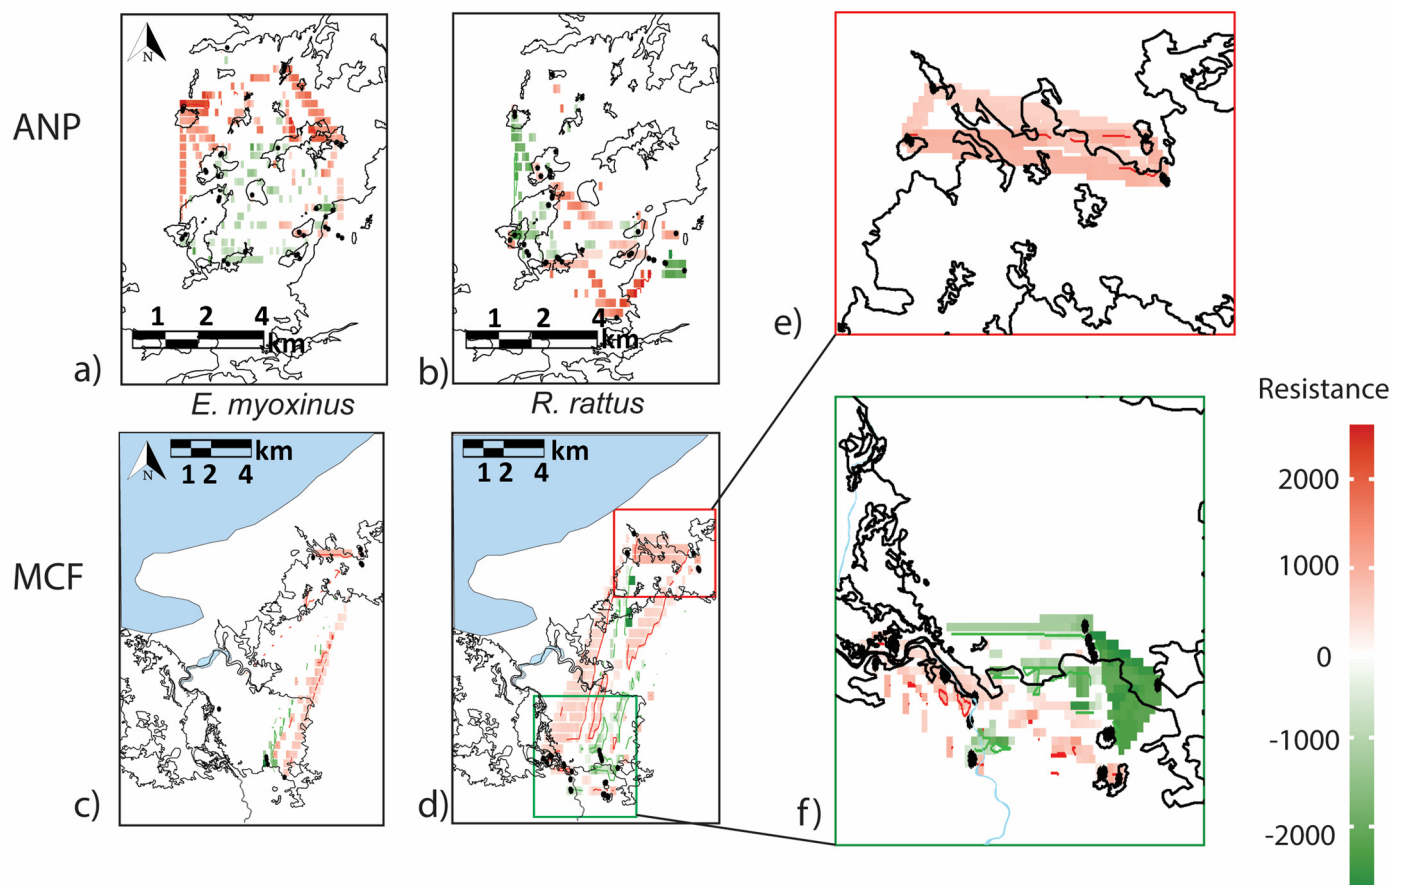 ANP
N
1 2 4
km
a)
1 2 4
km
b)
e)
E. myoxinus
R. rattus
MCF
N
km
1 2 4
c)
km
1 2 4
d)
f)
Resistance
2000
1000
0
-1000
-2000